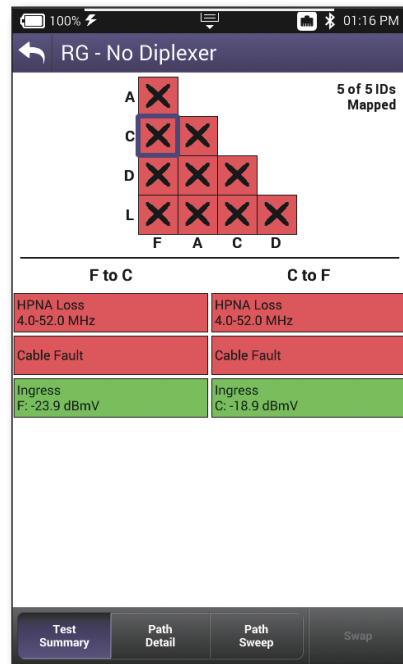 100% 01:16 PM
RG - No Diplexer
5 of 5 IDs
Mapped
A
C
D
L
F A C D
F to C C to F
HPNA Loss HPNA Loss
4.0-52.0 MHz 4.0-52.0 MHz
Cable Fault Cable Fault
Ingress Ingress
F: -23.9 dBmV C: -18.9 dBmV
Test Path Path
Summary Detail Sweep Swap